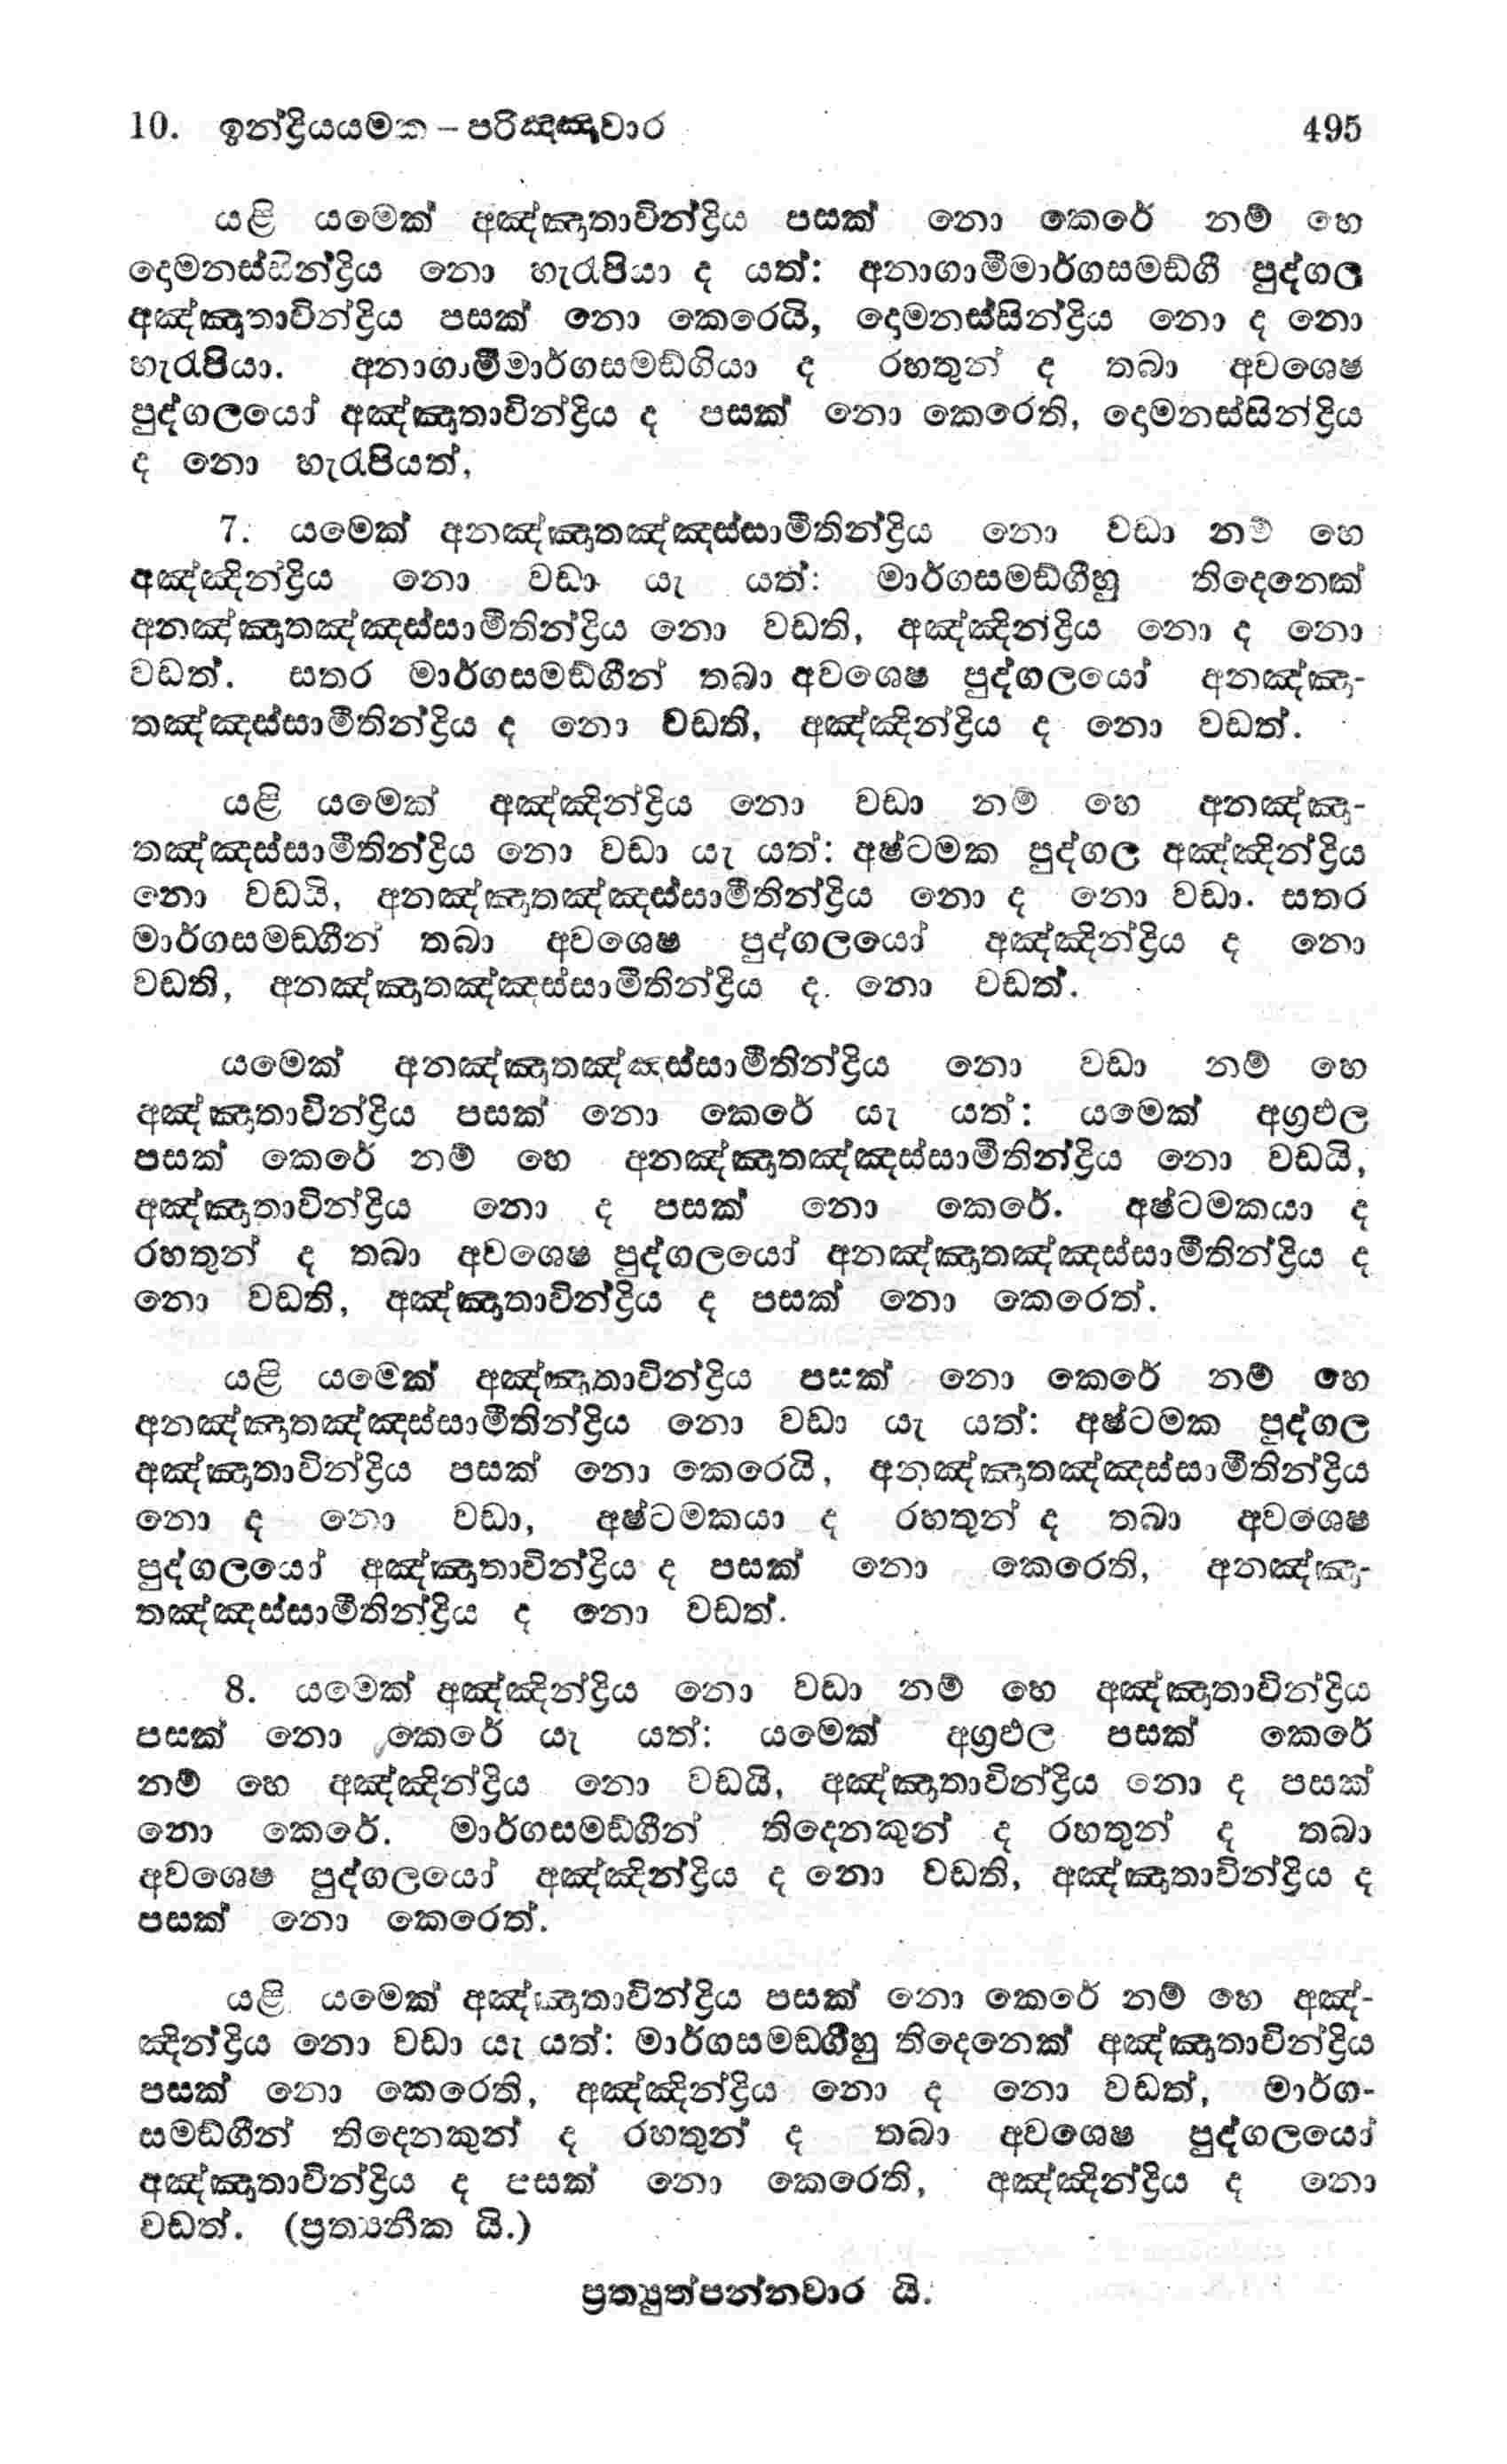 10. ඉන්ද්‍රියයමක – පරිඤ්ඤාවාර 495
යළි යමෙක් අඤ්ඤාතාවින්ද්‍රිය පසක් නො කෙරේ නම් හෙ
දොමනස්සින්ද්‍රිය නො හැරපියා ද යත්: අනාගාමීමාර්ගසමඞ්ගී පුද්ගල
අඤ්ඤාතාවින්ද්‍රිය පසක් නො කෙරෙයි, දොමනස්සින්ද්‍රිය නො ද නො
හැරපියා. අනාගාමීමාර්ගසමඞ්ගියා ද රහතුන් ද තබා අවශෙෂ
පුද්ගලයෝ අඤ්ඤාතාවින්ද්‍රිය ද පසක් නො කෙරෙති, දොමනස්සින්ද්‍රිය
ද නො හැරපියත්,
7. යමෙක් අනඤ්ඤාතඤ්ඤස්සාමීතින්ද්‍රිය නො වඩා නම් හෙ
අඤ්ඤින්ද්‍රිය නො වඩා යැ යත්: මාර්ගසමඞ්ගීහු තිදෙනෙක්
අනඤ්ඤාතඤ්ඤස්සාමීතින්ද්‍රිය නො වඩති, අඤ්ඤින්ද්‍රිය නො ද නො
වඩත්. සතර මාර්ගසමඞ්ගීන් තබා අවශෙෂ පුද්ගලයෝ අනඤ්ඤා-
තඤ්ඤස්සාමීතින්ද්‍රිය ද නො වඩති, අඤ්ඤින්ද්‍රිය ද නො වඩත්.
යළි යමෙක් අඤ්ඤින්ද්‍රිය නො වඩා නම් හෙ අනඤ්ඤා-
තඤ්ඤස්සාමීතින්ද්‍රිය නො වඩා යැ යත්: අෂ්ටමක පුද්ගල අඤ්ඤින්ද්‍රිය
නො වඩයි, අනඤ්ඤාතඤ්ඤස්සාමීතින්ද්‍රිය නො ද නො වඩා. සතර
මාර්ගසමඞගීන් තබා අවශෙෂ පුද්ගලයෝ අඤ්ඤින්ද්‍රිය ද නො
වඩති, අනඤ්ඤාතඤ්ඤස්සාමීතින්ද්‍රිය ද නො වඩත්.
යමෙක් අනඤ්ඤාතඤ්ඤස්සාමීතින්ද්‍රිය නො වඩා නම් හෙ
අඤ්ඤාතාවින්ද්‍රිය පසක් නො කෙරේ යැ යත්: යමෙක් අග්‍රඵල
පසක් කෙරේ නම් හෙ අනඤ්ඤාතඤ්ඤස්සාමීතින්ද්‍රිය නො වඩයි,
අඤ්ඤාතාවින්ද්‍රිය නො ද පසක් නො කෙරේ. අෂ්ටමකයා ද
රහතුන් ද තබා අවශෙෂ පුද්ගලයෝ අනඤ්ඤාතඤ්ඤස්සාමීතින්ද්‍රිය ද
නො වඩති, අඤ්ඤාතාවින්ද්‍රිය ද පසක් නො කෙරෙත්.
යළි යමෙක් අඤ්ඤාතාවින්ද්‍රිය පසක් නො කෙරේ නම් හෙ
අනඤ්ඤාතඤ්ඤස්සාමීතින්ද්‍රිය නො වඩා යැ යත්: අෂ්ටමක පුද්ගල
අඤ්ඤාතාවින්ද්‍රිය පසක් නො කෙරෙයි, අනඤ්ඤාතඤ්ඤස්සාමීතින්ද්‍රිය
නො ද නො වඩා, අෂ්ටමකයා ද රහතුන් ද තබා අවශෙෂ
පුද්ගලයෝ අඤ්ඤාතාවින්ද්‍රිය ද පසක් නො කෙරෙති, අනඤ්ඤා-
තඤ්ඤස්සාමීතින්ද්‍රිය ද නො වඩත්.
8. යමෙක් අඤ්ඤින්ද්‍රිය නො වඩා නම් හෙ අඤ්ඤාතාවින්ද්‍රිය
පසක් නො කෙරේ යැ යත්: යමෙක් අග්‍රඵල පසක් කෙරේ
නම් හෙ අඤ්ඤින්ද්‍රිය නො වඩයි, අඤ්ඤාතාවින්ද්‍රිය නො ද පසක්
නො කෙරේ. මාර්ගසමඞ්ගීන් තිදෙනකුන් ද රහතුන් ද තබා
අවශෙෂ පුද්ගලයෝ අඤ්ඤින්ද්‍රිය ද නො වඩති, අඤ්ඤාතාවින්ද්‍රිය ද
පසක් නො කෙරෙත්.
යළි යමෙක් අඤ්ඤාතාවින්ද්‍රිය පසක් නො කෙරේ නම් හෙ අඤ්-
ඤින්ද්‍රිය නො වඩා යැ යත්: මාර්ගසමඞගීහු තිදෙනෙක් අඤ්ඤාතාවින්ද්‍රිය
පසක් නො කෙරෙති, අඤ්ඤින්ද්‍රිය නො ද නො වඩත්, මාර්ග-
සමඞ්ගීන් තිදෙනකුන් ද රහතුන් ද තබා අවශෙෂ පුද්ගලයෝ
අඤ්ඤාතාවින්ද්‍රිය ද පසක් නො කෙරෙති, අඤ්ඤින්ද්‍රිය ද නො
වඩත්. (ප්‍රත්‍යනීක යි.)
ප්‍රත්‍යුත්පන්නවාර යි.